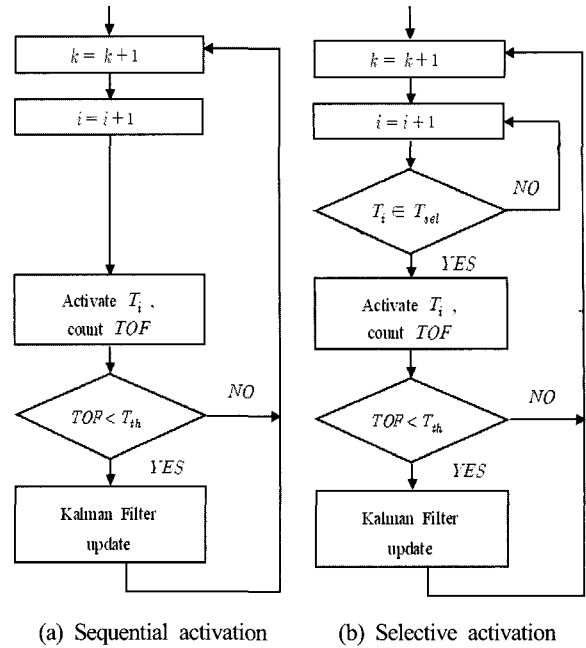 k = k+1
i = i+1
Activate T_i ,
count TOF
TOF < T_th
NO
YES
Kalman Filter
update
(a) Sequential activation
k = k+1
i = i+1
T_i ∈ T_sel
NO
YES
Activate T_i ,
count TOF
TOF < T_th
NO
YES
Kalman Filter
update
(b) Selective activation